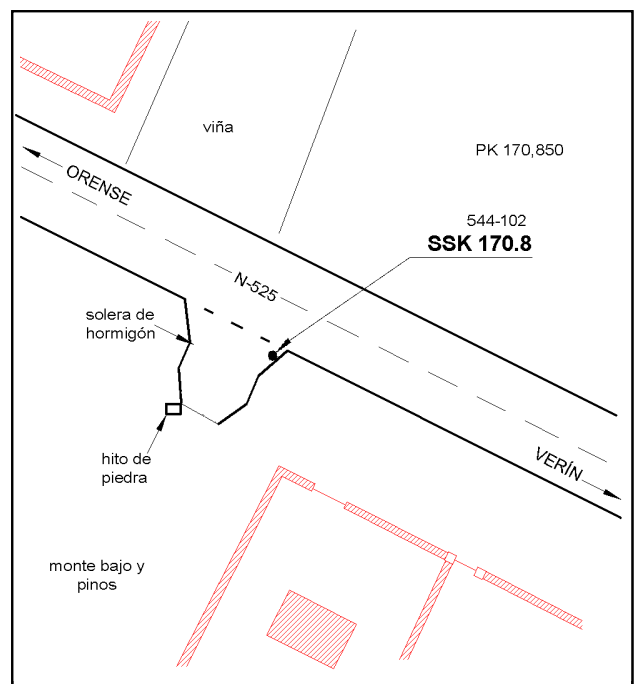 viña
PK 170,850
ORENSE
544-102
SSK 170.8
N-525
solera de
hormigón
hito de
piedra
VERÍN
monte bajo y
pinos